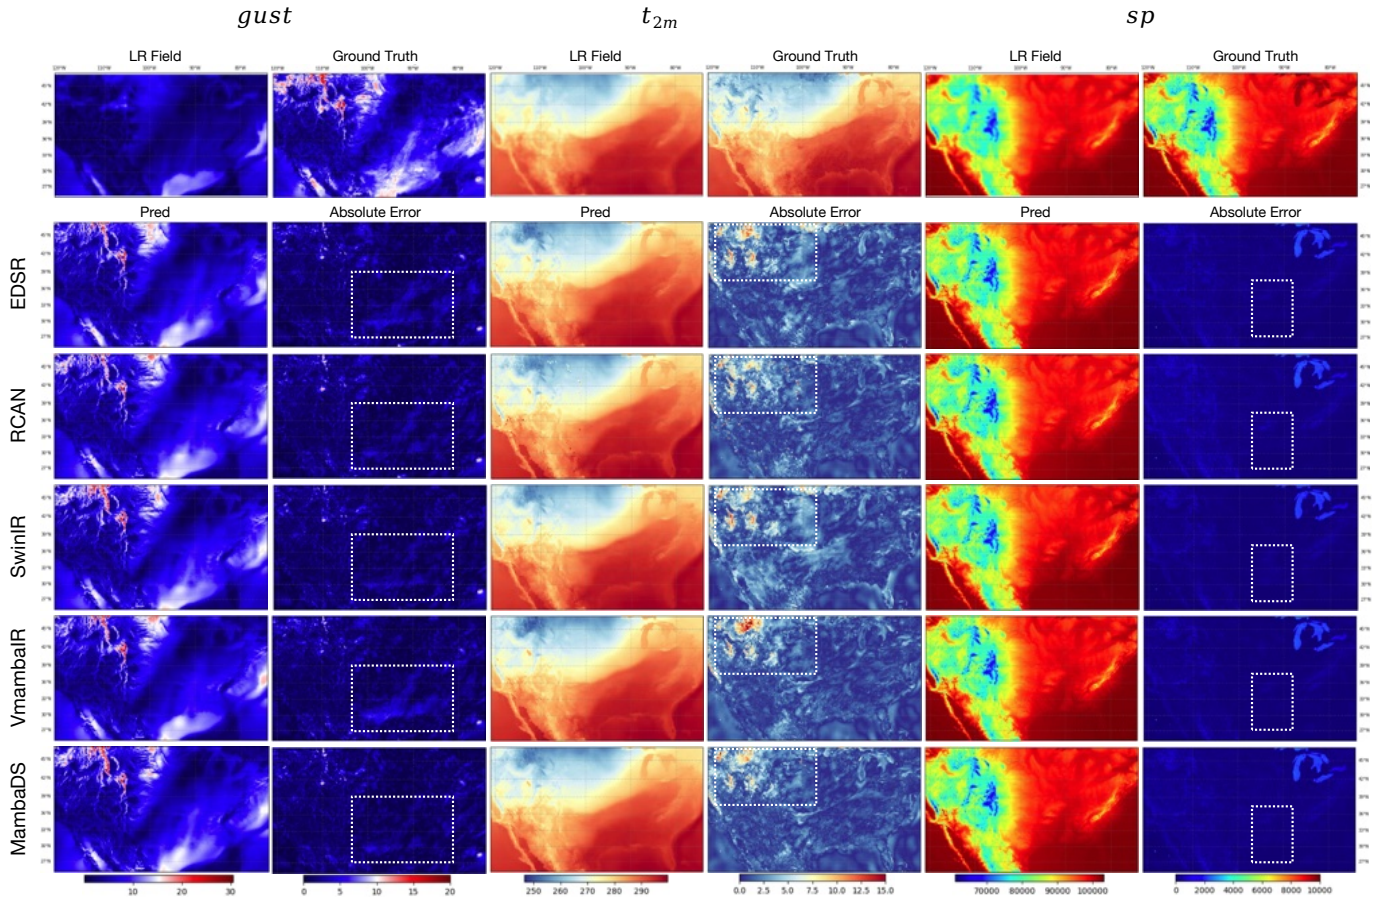 gust t2m sp
LR Field Ground Truth LR Field Ground Truth LR Field Ground Truth
Pred Absolute Error Pred Absolute Error Pred Absolute Error
EDSR
RCAN
SwinIR
VmambaIR
MambaDS
10 20 30 0 5 10 15 20 250 260 270 280 290 0.0 2.5 5.0 7.5 10.0 12.5 15.0 70000 80000 90000 100000 0 2000 4000 6000 8000 10000